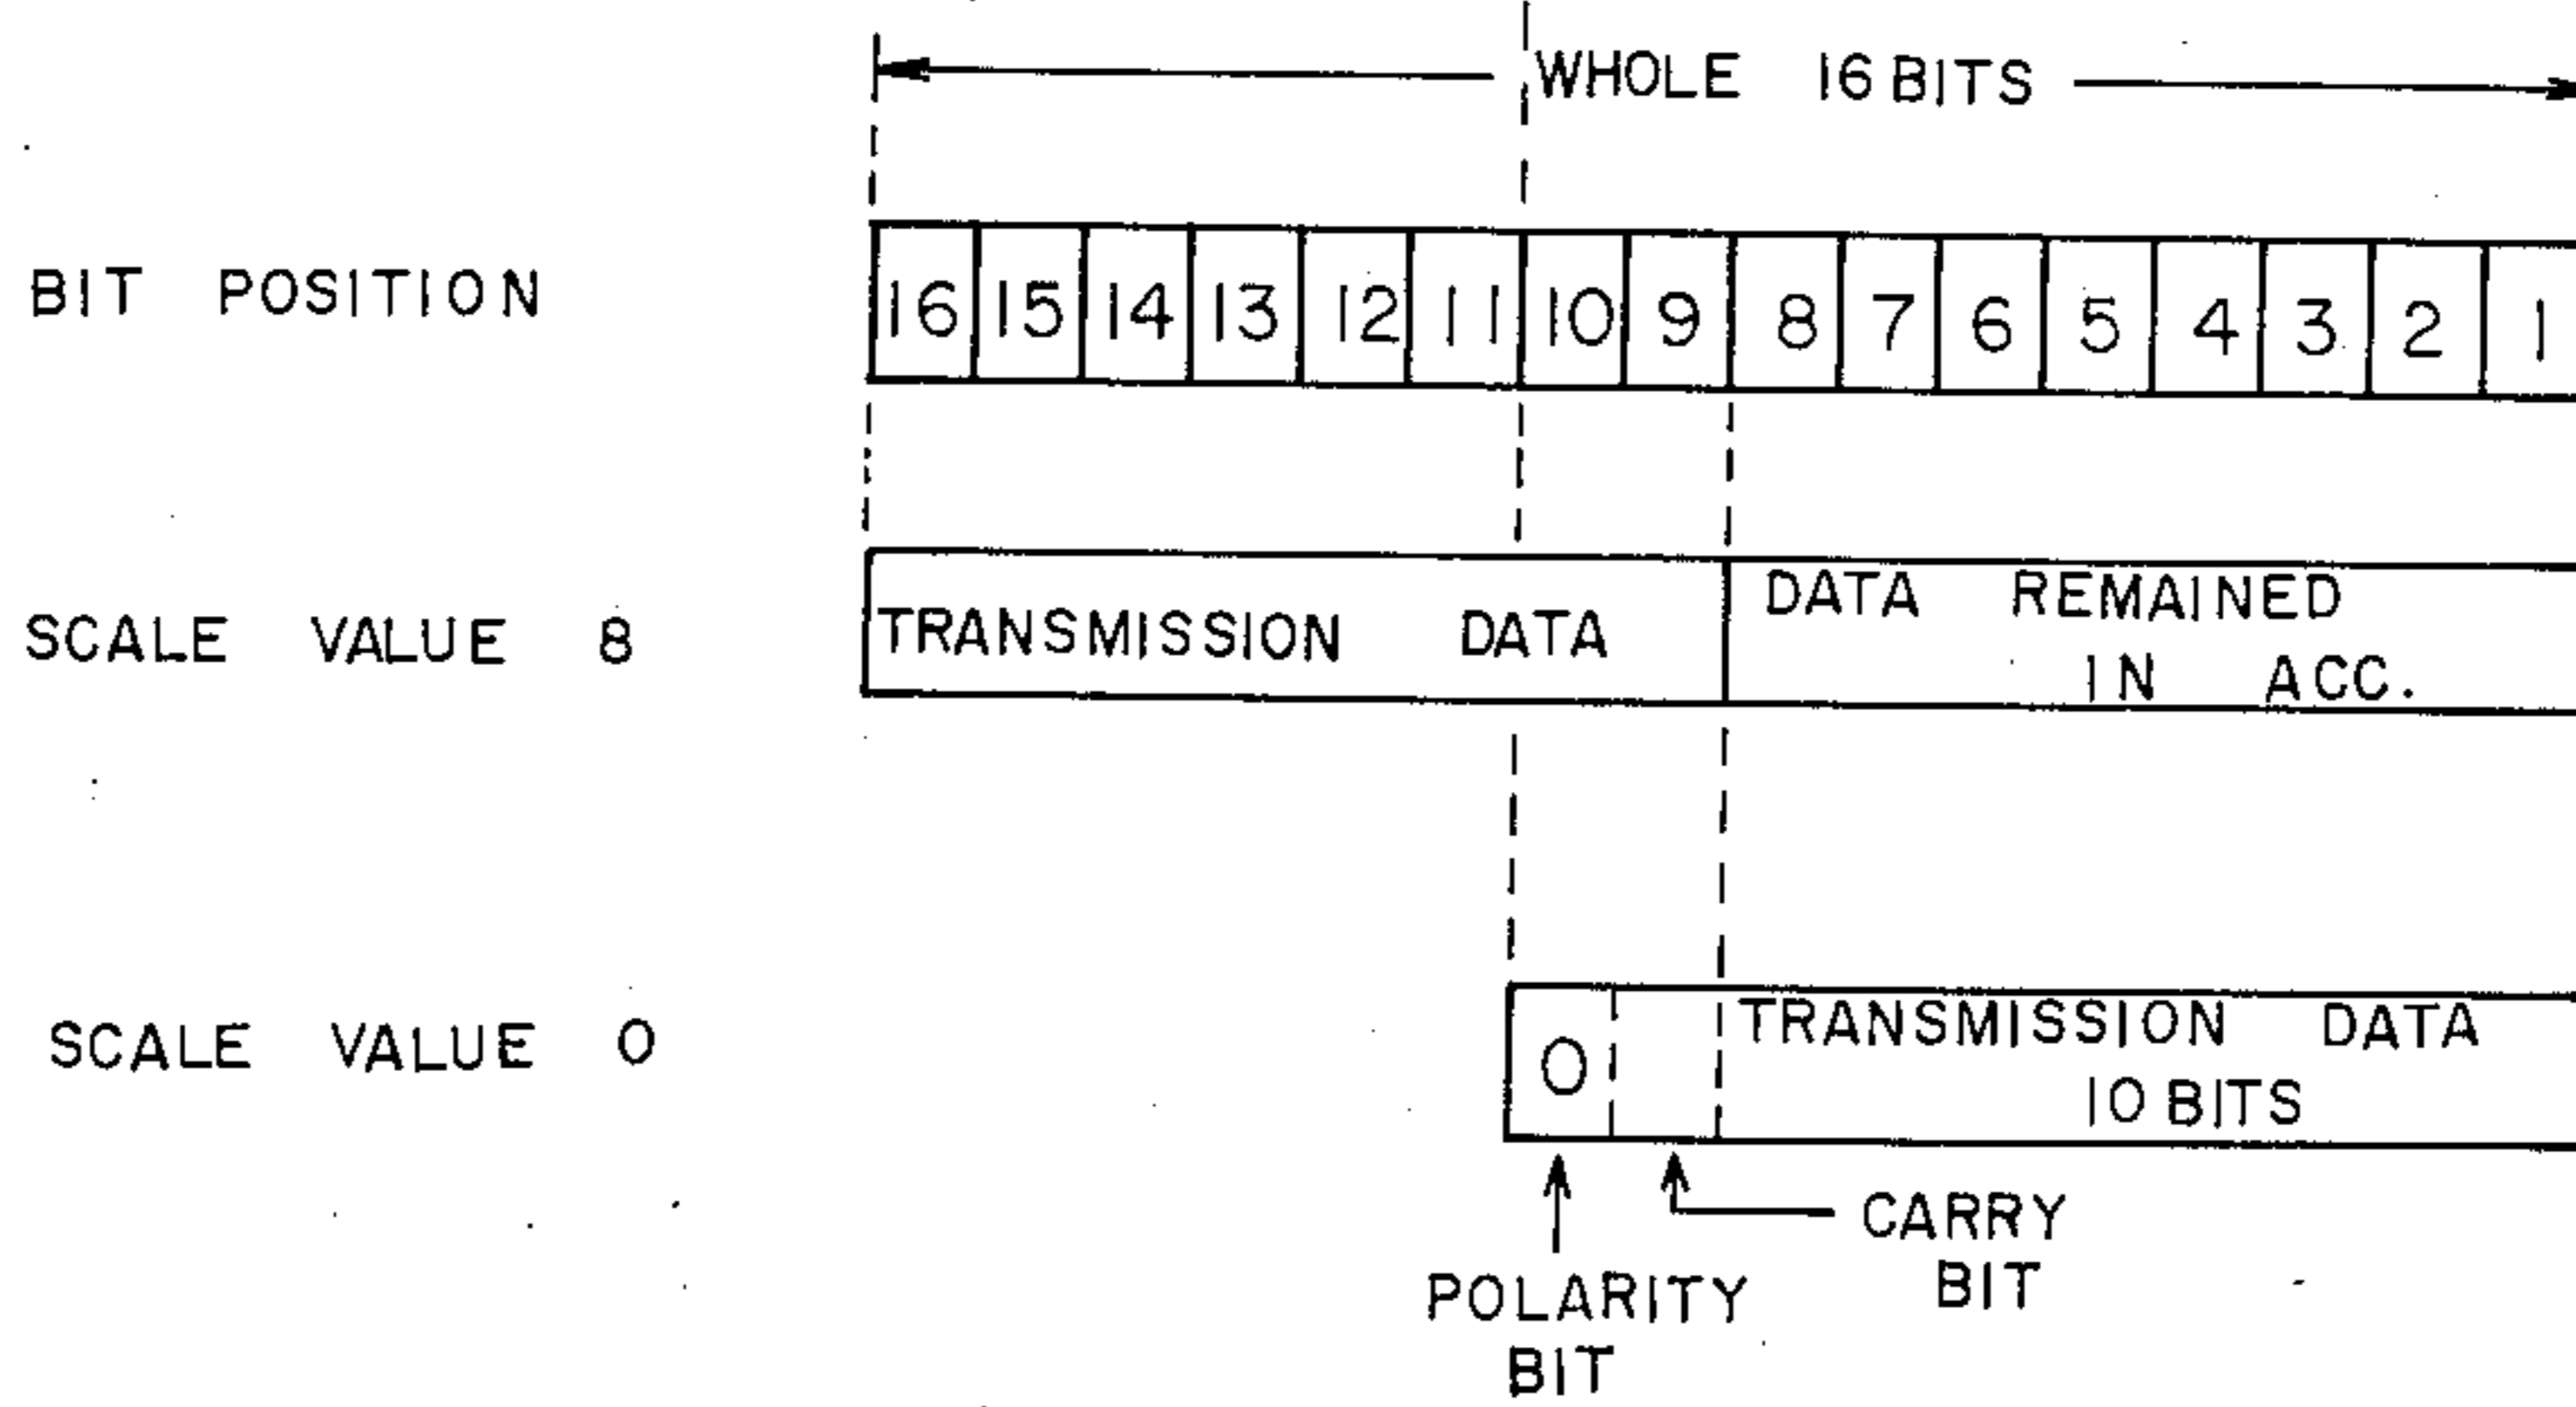 WHOLE 16 BITS
BIT POSITION
16 15 14 13 12 11 10 9 8 7 6 5 4 3 2 1
SCALE VALUE 8
TRANSMISSION DATA
DATA REMAINED
IN ACC.
SCALE VALUE 0
0
TRANSMISSION DATA
10 BITS
CARRY
BIT
POLARITY
BIT